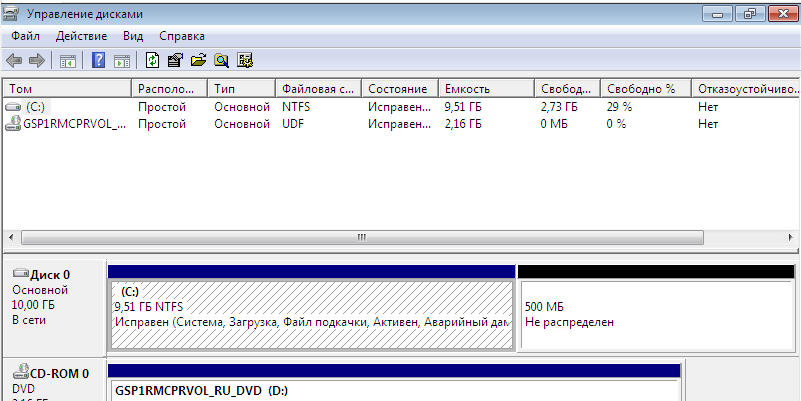 Управление дисками
Файл Действие Вид Справка
Том Располо... Тип Файловая с... Состояние Емкость Свобод... Свободно % Отказоустойчиво...
(C:) Простой Основной NTFS Исправен... 9,51 ГБ 2,73 ГБ 29 % Нет
GSP1RMCPRVOL_... Простой Основной UDF Исправен... 2,16 ГБ 0 МБ 0 % Нет
Диск 0
Основной
10,00 ГБ
В сети
(C:)
9,51 ГБ NTFS
Исправен (Система, Загрузка, Файл подкачки, Активен, Аварийный дам
500 МБ
Не распределен
CD-ROM 0
DVD
GSP1RMCPRVOL_RU_DVD (D:)